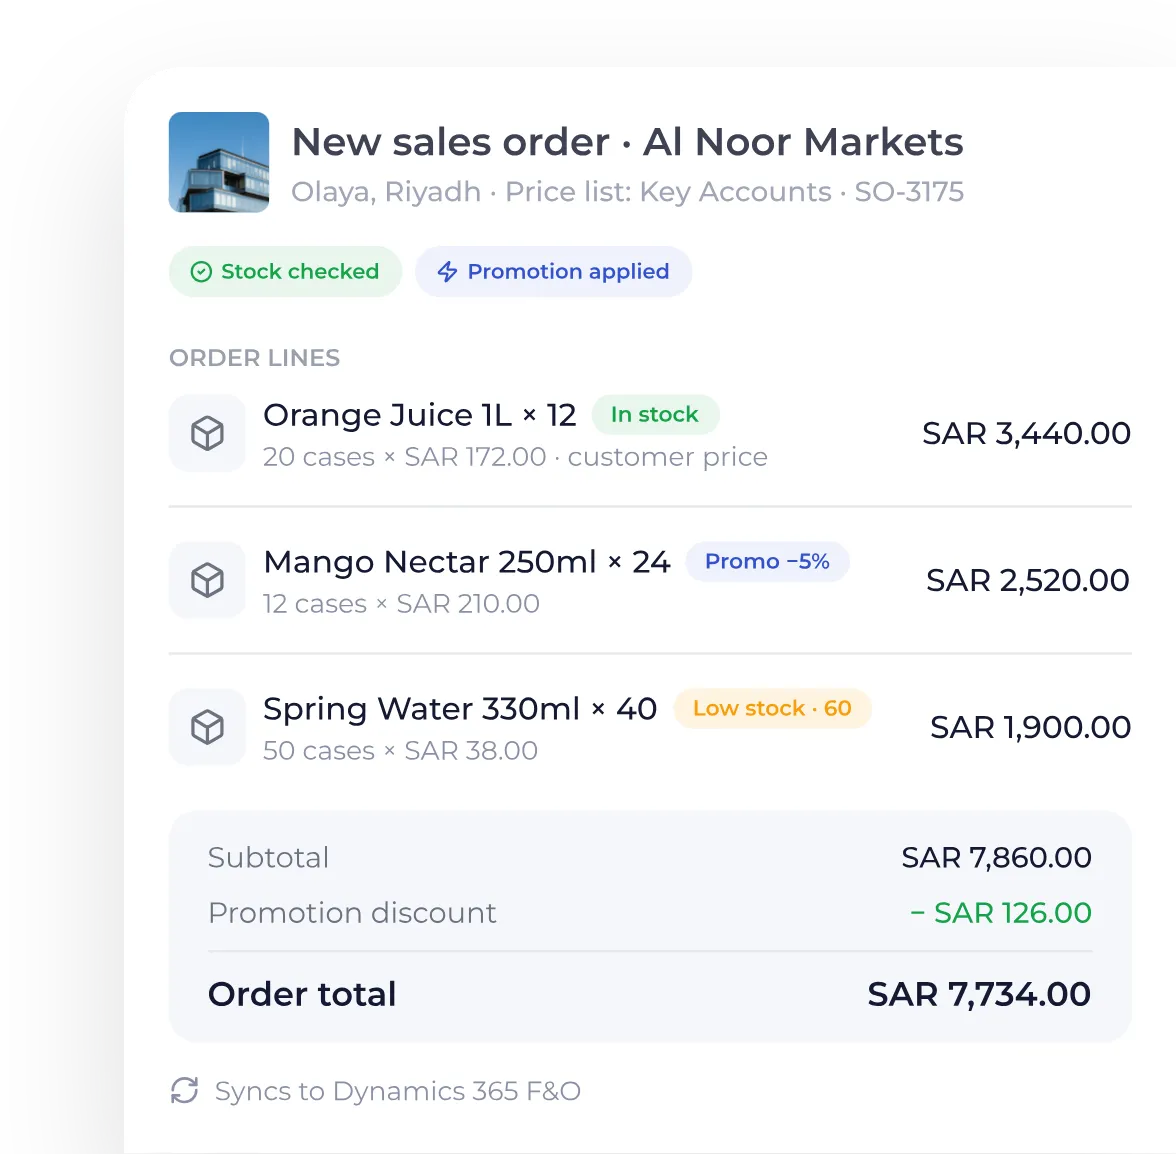 New sales order · Al Noor Markets
Olaya, Riyadh · Price list: Key Accounts · SO-3175
Stock checked
Promotion applied
ORDER LINES
Orange Juice 1L × 12
In stock
20 cases × SAR 172.00 · customer price
SAR 3,440.00
Mango Nectar 250ml × 24
Promo −5%
12 cases × SAR 210.00
SAR 2,520.00
Spring Water 330ml × 40
Low stock · 60
50 cases × SAR 38.00
SAR 1,900.00
Subtotal
SAR 7,860.00
Promotion discount
− SAR 126.00
Order total
SAR 7,734.00
Syncs to Dynamics 365 F&O